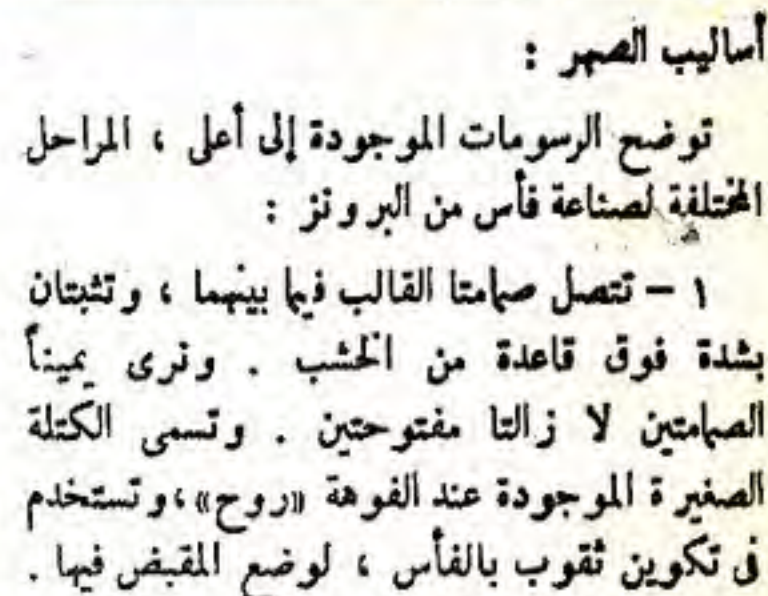 أساليب الصهر :
توضح الرسومات الموجودة إلى أعلى ، المراحل
المختلفة لصناعة فأس من البرونز :
١ – تتصل صمامتا القالب فيما بينهما ، وتثبتان
بشدة فوق قاعدة من الخشب . ونرى يميناً
الصمامتين لا زالتا مفتوحتين . وتسمى الكتلة
الصغيرة الموجودة عند الفوهة «روح» ، وتستخدم
فى تكوين ثقوب بالفأس ، لوضع المقبض فيها .